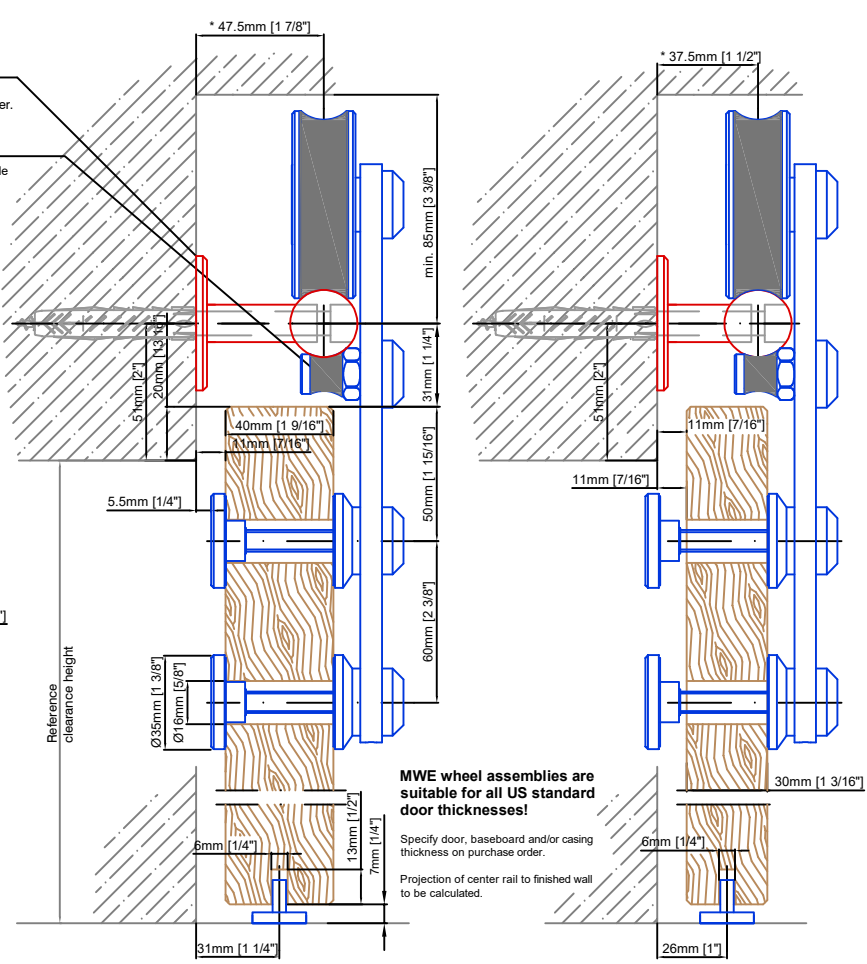 * 47.5mm [1 7/8"]
* 37.5mm [1 1/2"]
er.
le
min. 85mm [3 3/8"]
31mm [1 1/4"]
20mm [13/16"]
51mm [2"]
51mm [2"]
40mm [1 9/16"]
11mm [7/16"]
11mm [7/16"]
11mm [7/16"]
5.5mm [1/4"]
50mm [1 15/16"]
60mm [2 3/8"]
"]
Ø35mm [1 3/8"]
Ø16mm [5/8"]
Reference
clearance height
MWE wheel assemblies are
suitable for all US standard
door thicknesses!
Specify door, baseboard and/or casing
thickness on purchase order.
Projection of center rail to finished wall
to be calculated.
30mm [1 3/16"]
6mm [1/4"]
13mm [1/2"]
7mm [1/4"]
6mm [1/4"]
31mm [1 1/4"]
26mm [1"]